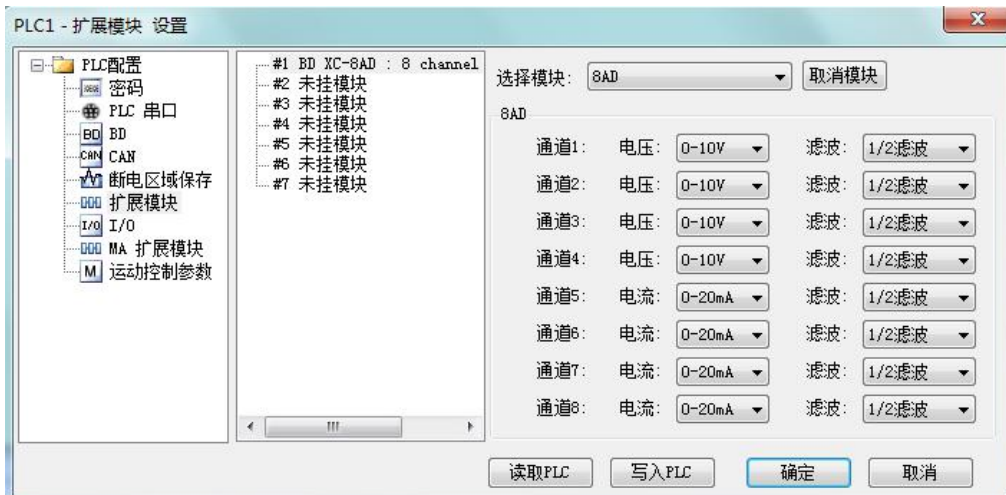 PLC1 - 扩展模块 设置
X
PLC配置
密码
PLC 串口
BD BD
CAN CAN
断电区域保存
扩展模块
I/O I/O
MA 扩展模块
M 运动控制参数
#1 BD XC-8AD : 8 channel
#2 未挂模块
#3 未挂模块
#4 未挂模块
#5 未挂模块
#6 未挂模块
#7 未挂模块
选择模块: 8AD 取消模块
8AD
通道1: 电压: 0-10V 滤波: 1/2滤波
通道2: 电压: 0-10V 滤波: 1/2滤波
通道3: 电压: 0-10V 滤波: 1/2滤波
通道4: 电压: 0-10V 滤波: 1/2滤波
通道5: 电流: 0-20mA 滤波: 1/2滤波
通道6: 电流: 0-20mA 滤波: 1/2滤波
通道7: 电流: 0-20mA 滤波: 1/2滤波
通道8: 电流: 0-20mA 滤波: 1/2滤波
读取PLC 写入PLC 确定 取消